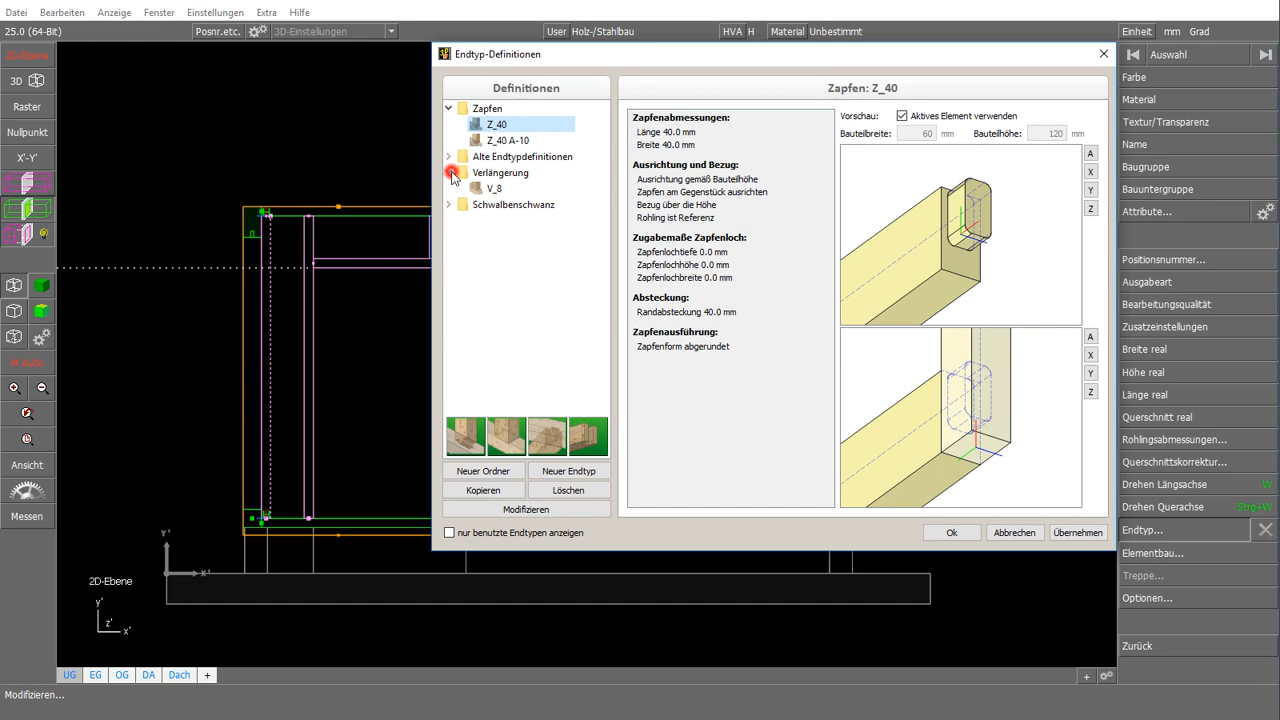 Datei Bearbeiten Anzeige Fenster Einstellungen Extra Hilfe
25.0 (64-Bit) Posnr.etc. 3D-Einstellungen User Holz-/Stahlbau HVA H Material Unbestimmt Einheit mm Grad
2D-Ebene
3D
Raster
Nullpunkt
X'-Y'
M Auto
Ansicht
Messen
Endtyp-Definitionen
Definitionen
Zapfen
Z_40
Z_40 A-10
Alte Endtypdefinitionen
Verlängerung
V_8
Schwalbenschwanz
Neuer Ordner Neuer Endtyp
Kopieren Löschen
Modifizieren
nur benutzte Endtypen anzeigen
Zapfen: Z_40
Zapfenabmessungen:
Länge 40.0 mm
Breite 40.0 mm
Ausrichtung und Bezug:
Ausrichtung gemäß Bauteilhöhe
Zapfen am Gegenstück ausrichten
Bezug über die Höhe
Rohling ist Referenz
Zugabemaße Zapfenloch:
Zapfenlochtiefe 0.0 mm
Zapfenlochhöhe 0.0 mm
Zapfenlochbreite 0.0 mm
Absteckung:
Randabsteckung 40.0 mm
Zapfenausführung:
Zapfenform abgerundet
Vorschau: Aktives Element verwenden
Bauteilbreite: 60 mm Bauteilhöhe: 120 mm
A
X
Y
Z
A
X
Y
Z
Ok Abbrechen Übernehmen
Auswahl
Farbe
Material
Textur/Transparenz
Name
Baugruppe
Bauuntergruppe
Attribute...
Positionsnummer...
Ausgabeart
Bearbeitungsqualität
Zusatzeinstellungen
Breite real
Höhe real
Länge real
Querschnitt real
Rohlingsabmessungen...
Querschnittskorrektur...
Drehen Längsachse W
Drehen Querachse Strg+W
Endtyp...
Elementbau...
Treppe...
Optionen...
Zurück
Y' x'
2D-Ebene
y'
z' x'
UG EG OG DA Dach +
+
Modifizieren...